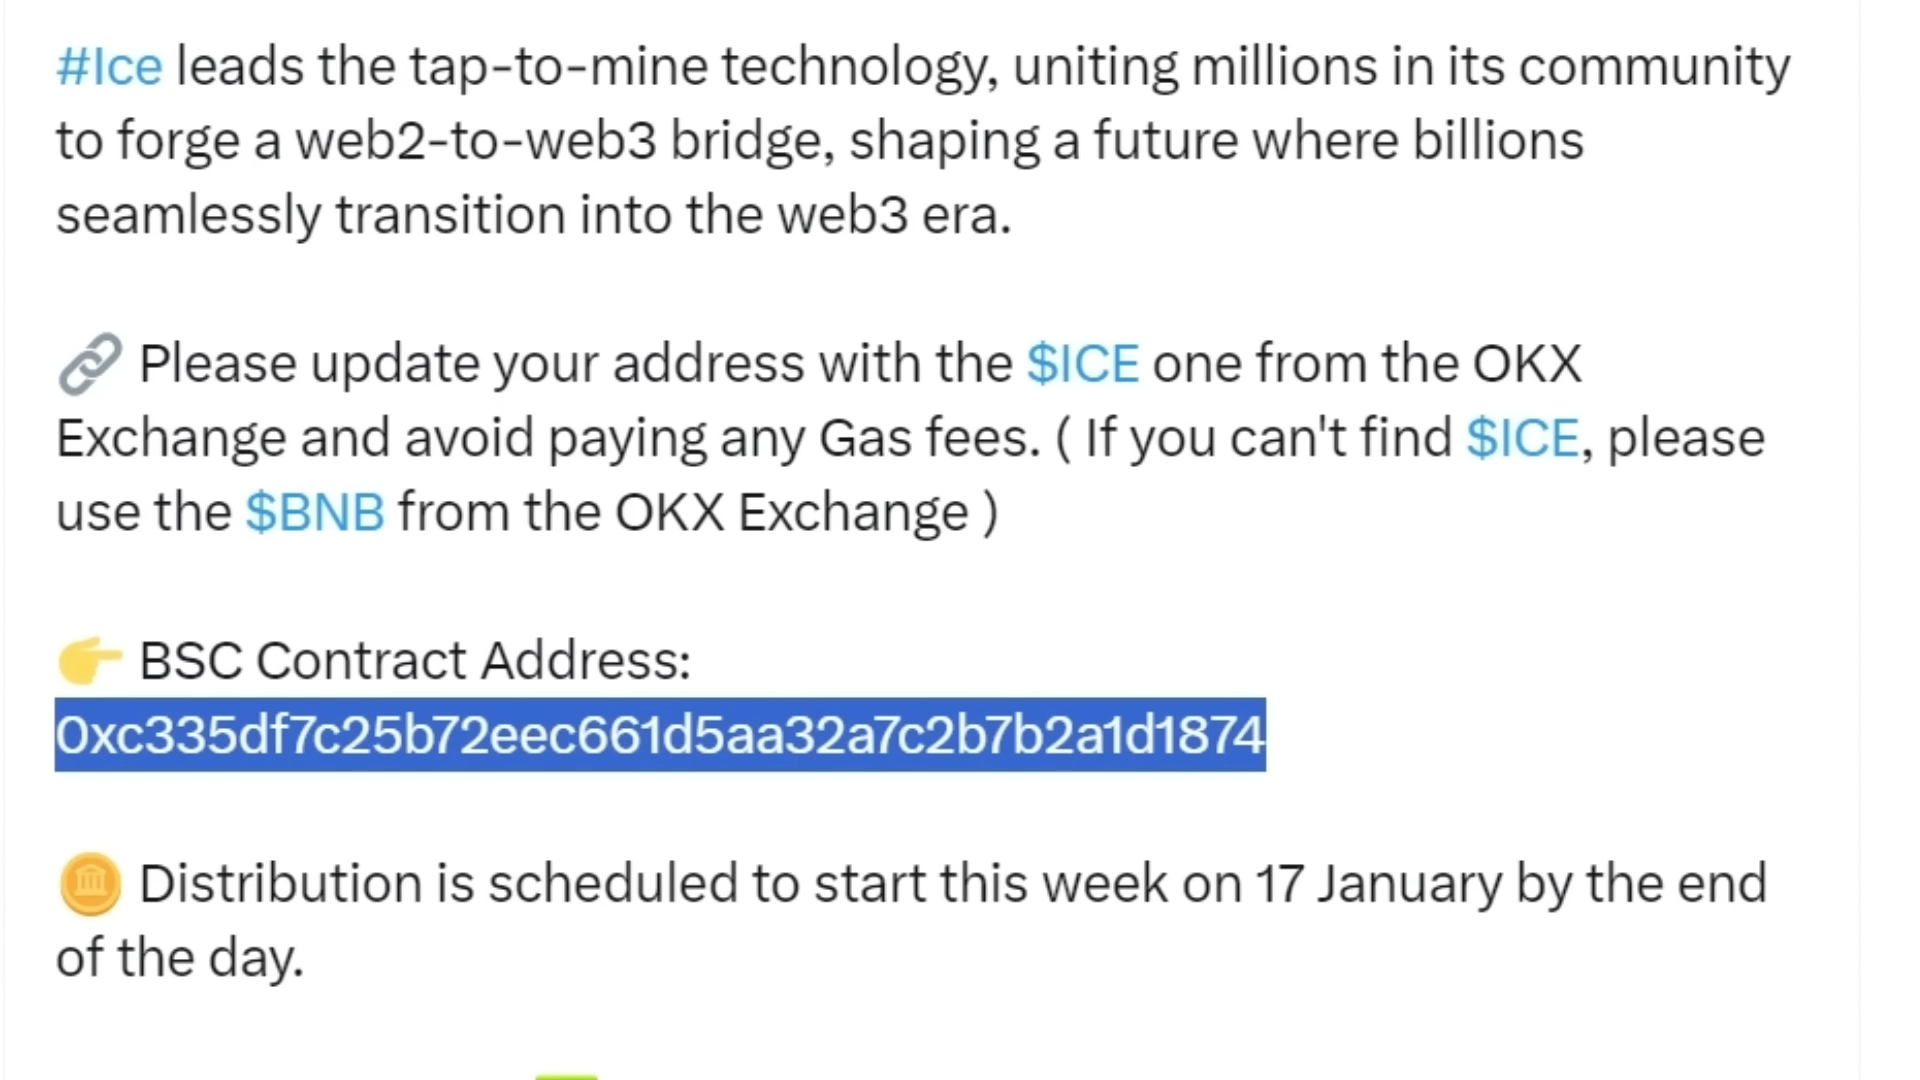 #Ice leads the tap-to-mine technology, uniting millions in its community
to forge a web2-to-web3 bridge, shaping a future where billions
seamlessly transition into the web3 era.
🔗 Please update your address with the $ICE one from the OKX
Exchange and avoid paying any Gas fees. ( If you can't find $ICE, please
use the $BNB from the OKX Exchange )
👉 BSC Contract Address:
0xc335df7c25b72eec661d5aa32a7c2b7b2a1d1874
🪙 Distribution is scheduled to start this week on 17 January by the end
of the day.